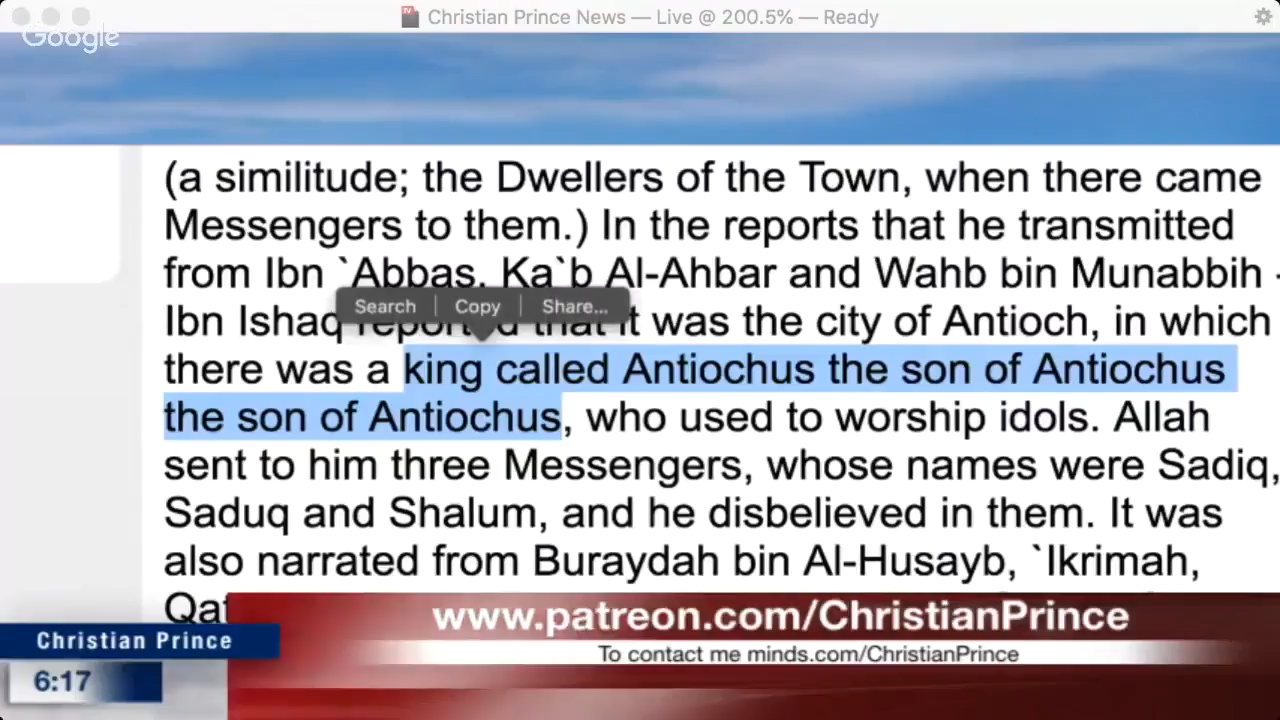 Christian Prince News — Live @ 200.5% — Ready
Google
(a similitude; the Dwellers of the Town, when there came
Messengers to them.) In the reports that he transmitted
from Ibn `Abbas, Ka`b Al-Ahbar and Wahb bin Munabbih -
Search Copy Share...
Ibn Ishaq reported that it was the city of Antioch, in which
there was a king called Antiochus the son of Antiochus
the son of Antiochus, who used to worship idols. Allah
sent to him three Messengers, whose names were Sadiq,
Saduq and Shalum, and he disbelieved in them. It was
also narrated from Buraydah bin Al-Husayb, `Ikrimah,
www.patreon.com/ChristianPrince
Christian Prince
To contact me minds.com/ChristianPrince
6:17